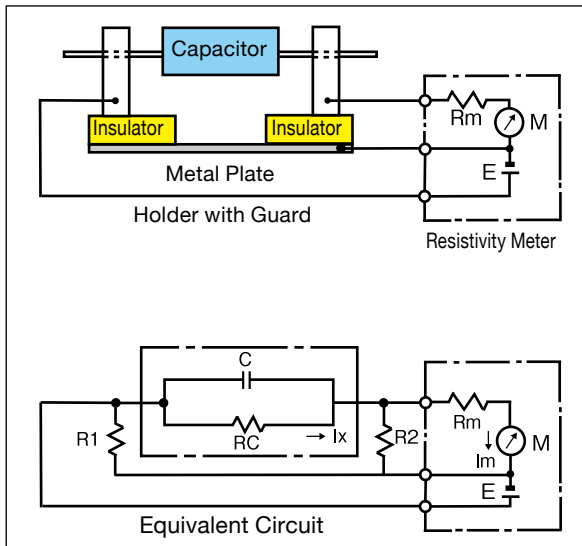 Capacitor
Insulator
Insulator
Rm
M
E
Metal Plate
Holder with Guard
Resistivity Meter
C
RC
→ Ix
R1
R2
Rm
M
↓
Im
E
Equivalent Circuit